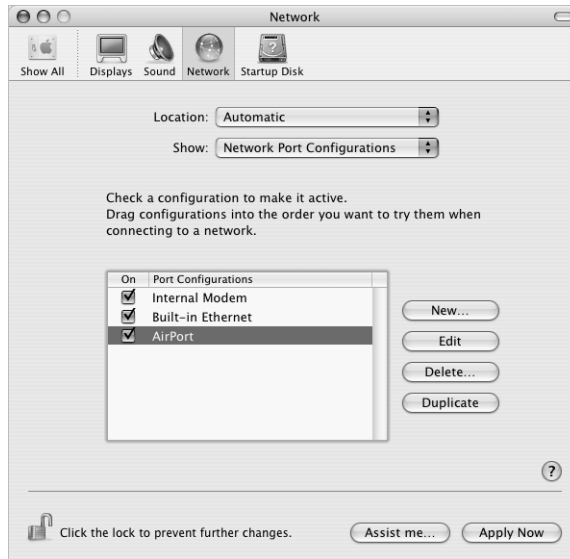 Network
Show All Displays Sound Network Startup Disk
Location: Automatic
Show: Network Port Configurations
Check a configuration to make it active.
Drag configurations into the order you want to try them when
connecting to a network.
On Port Configurations
Internal Modem
Built-in Ethernet
AirPort
New...
Edit
Delete...
Duplicate
?
Click the lock to prevent further changes. Assist me... Apply Now